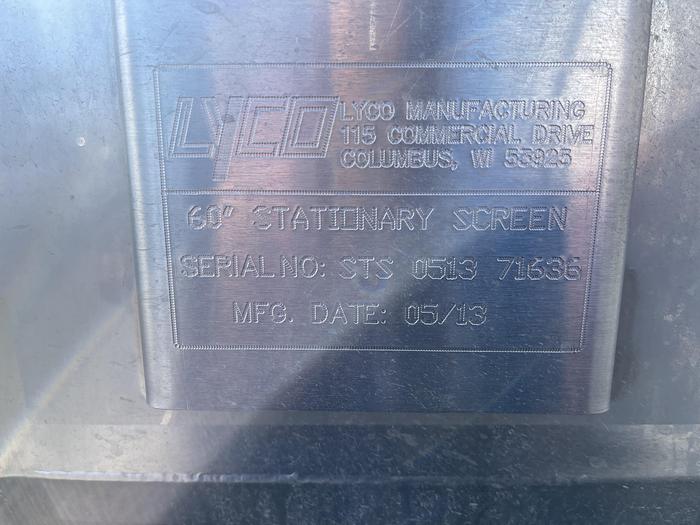 LYCO
LYCO MANUFACTURING
115 COMMERCIAL DRIVE
COLUMBUS, WI 53925
60" STATIONARY SCREEN
SERIAL NO: STS 0513 71636
MFG. DATE: 05/13